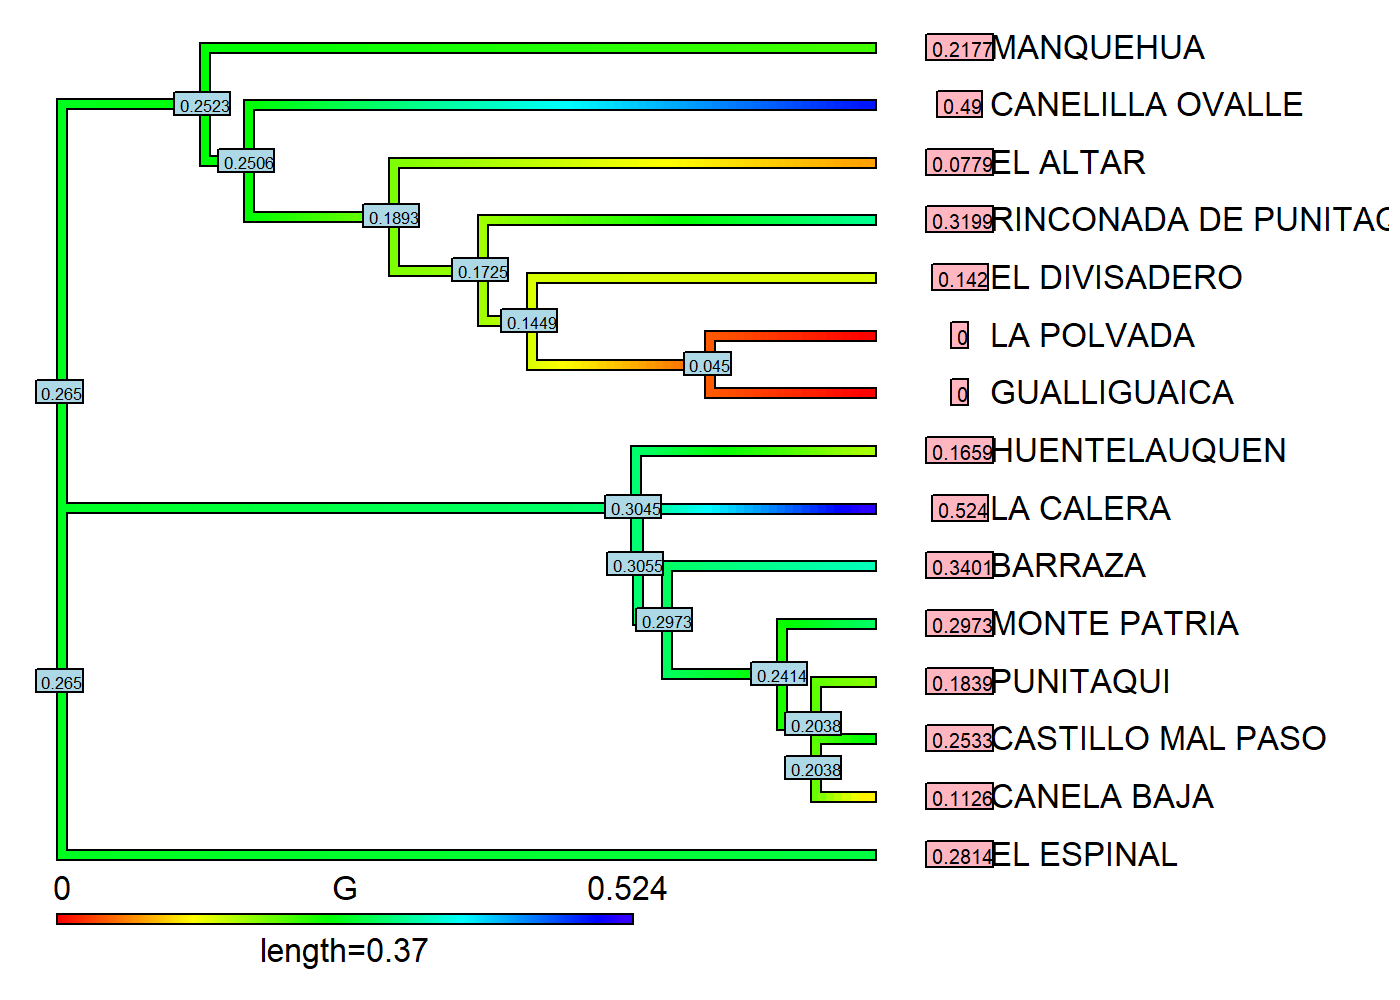 0.2177 MANQUEHUA
0.2523
0.49 CANELILLA OVALLE
0.2506
0.0779 EL ALTAR
0.1893
0.3199 RINCONADA DE PUNITAQ
0.1725
0.142 EL DIVISADERO
0.1449
0 LA POLVADA
0.045
0.265
0 GUALLIGUAICA
0.1659 HUENTELAUQUEN
0.3045
0.524 LA CALERA
0.3055
0.3401 BARRAZA
0.2973
0.2973 MONTE PATRIA
0.2414
0.265
0.1839 PUNITAQUI
0.2038
0.2533 CASTILLO MAL PASO
0.2038
0.1126 CANELA BAJA
0.2814 EL ESPINAL
0 G 0.524
length=0.37